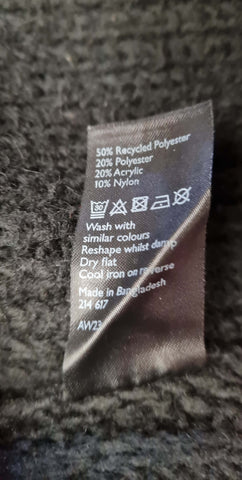 50% Recycled Polyester
20% Polyester
20% Acrylic
10% Nylon
30
Wash with
similar colours
Reshape whilst damp
Dry flat
Cool iron on reverse
Made in Bangladesh
214 617
AW23